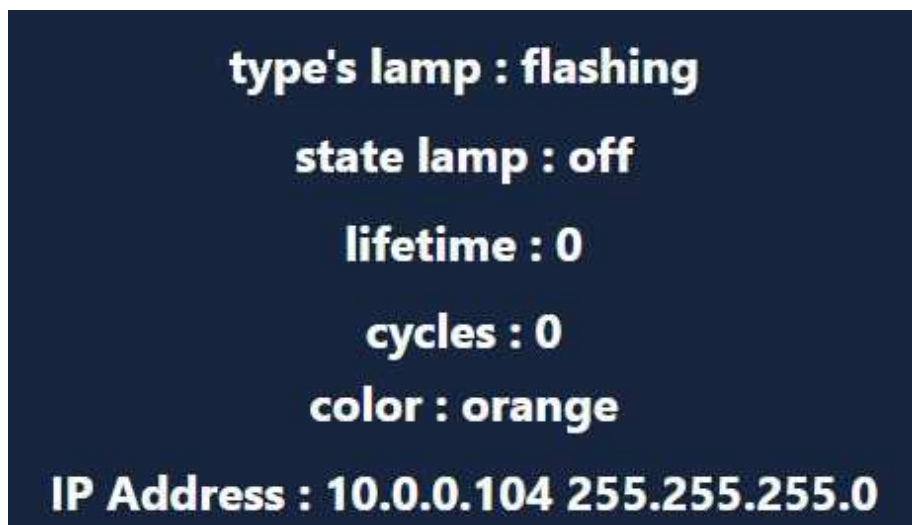 type's lamp : flashing
state lamp : off
lifetime : 0
cycles : 0
color : orange
IP Address : 10.0.0.104 255.255.255.0